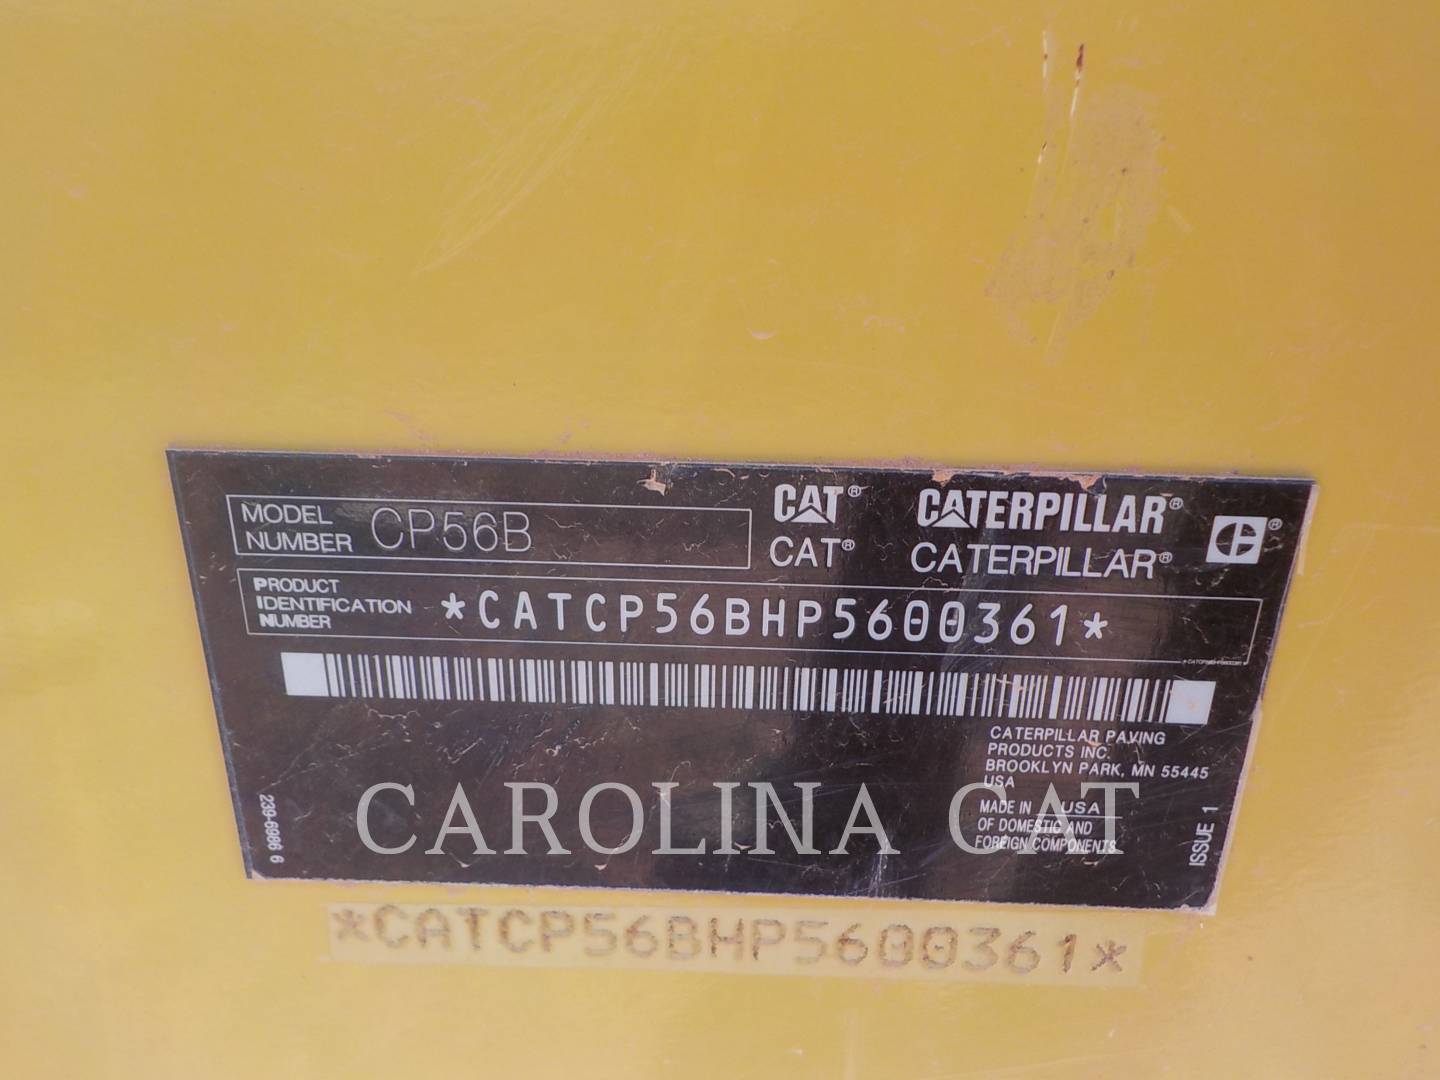 MODEL NUMBER CP56B
CAT® CATERPILLAR®
CAT® CATERPILLAR®
PRODUCT IDENTIFICATION NUMBER *CATCP56BHP5600361*
CATERPILLAR PAVING
PRODUCTS INC.
BROOKLYN PARK, MN 55445
USA
MADE IN USA
OF DOMESTIC AND
FOREIGN COMPONENTS
239-6986 6
ISSUE 1
CAROLINA CAT
*CATCP56BHP5600361*